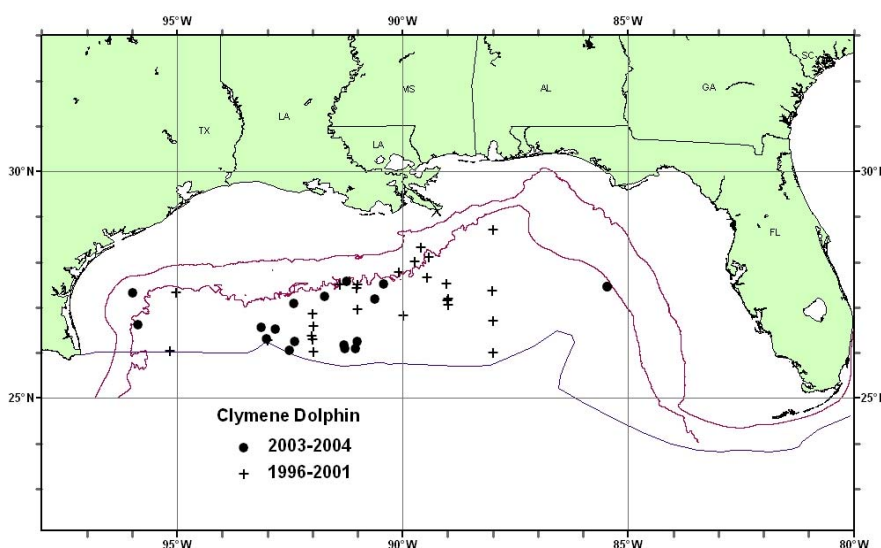 95°W 90°W 85°W
SC
MS AL GA
LA
TX
LA
30°N 30°N
FL
25°N 25°N
Clymene Dolphin
2003-2004
1996-2001
95°W 90°W 85°W 80°W